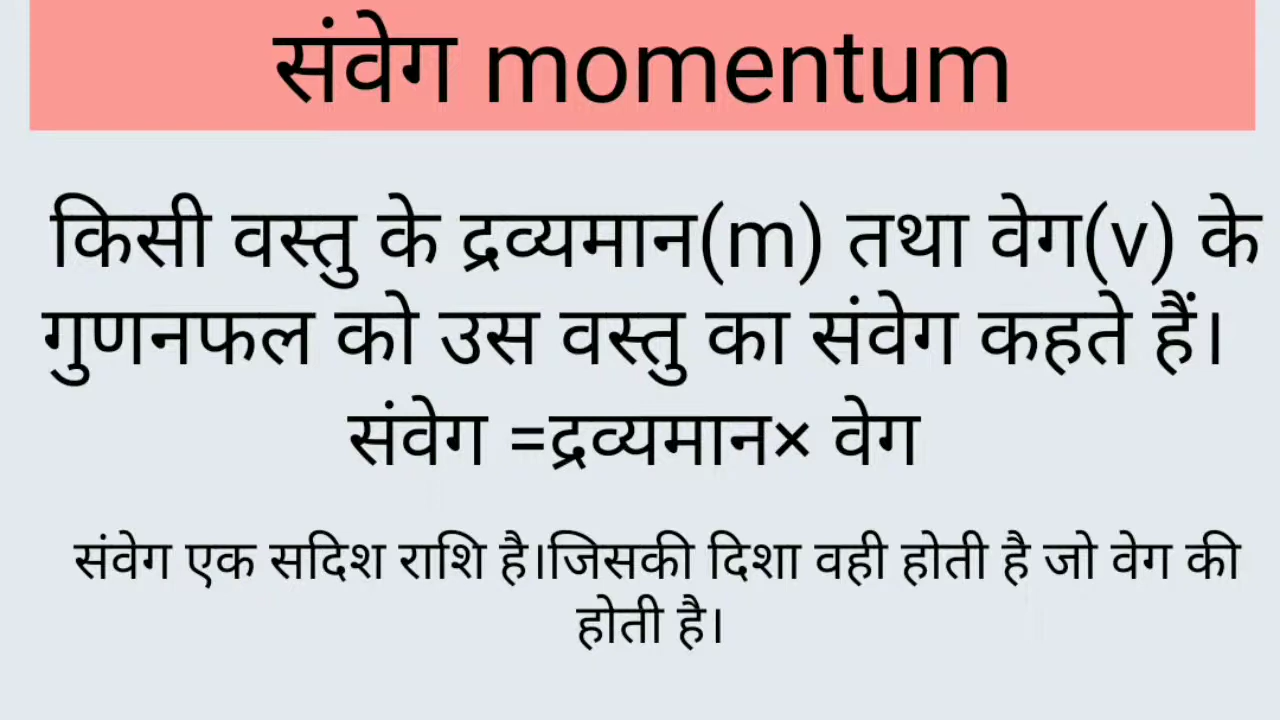 संवेग momentum
किसी वस्तु के द्रव्यमान(m) तथा वेग(v) के
गुणनफल को उस वस्तु का संवेग कहते हैं।
संवेग =द्रव्यमान× वेग
संवेग एक सदिश राशि है।जिसकी दिशा वही होती है जो वेग की
होती है।